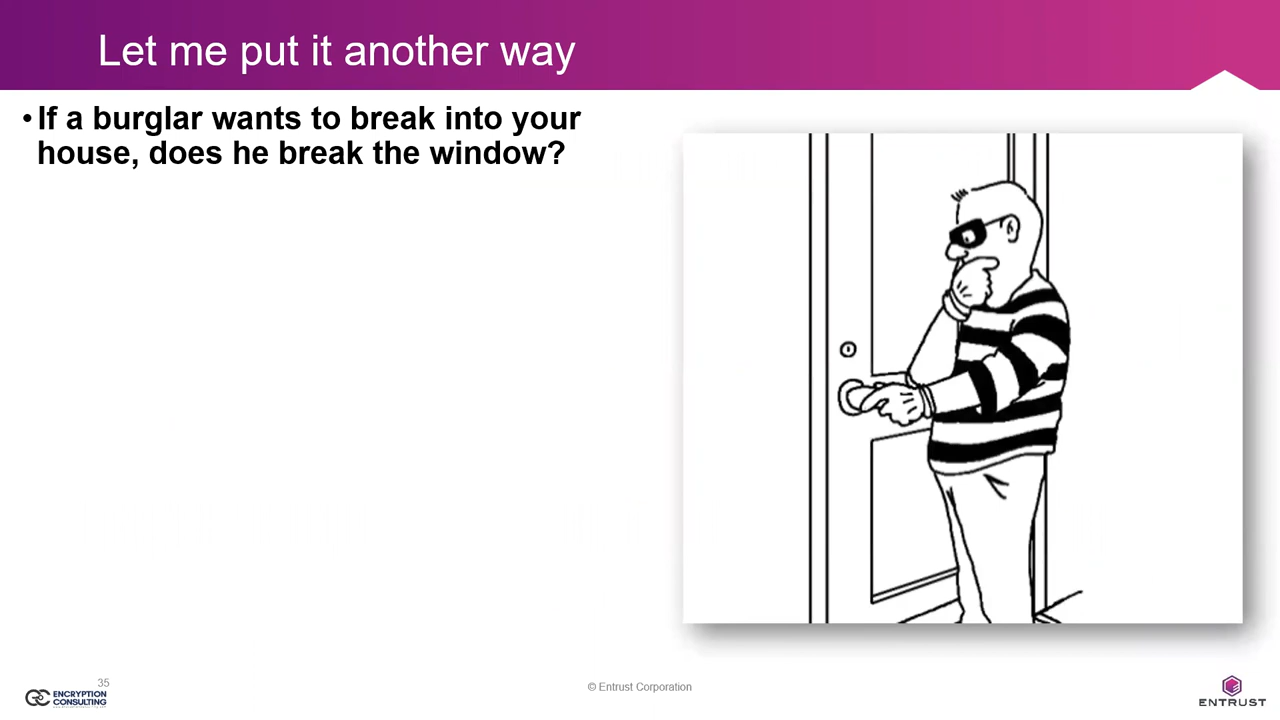 Let me put it another way
• If a burglar wants to break into your
house, does he break the window?
35
ENCRYPTION
CONSULTING
© Entrust Corporation
ENTRUST